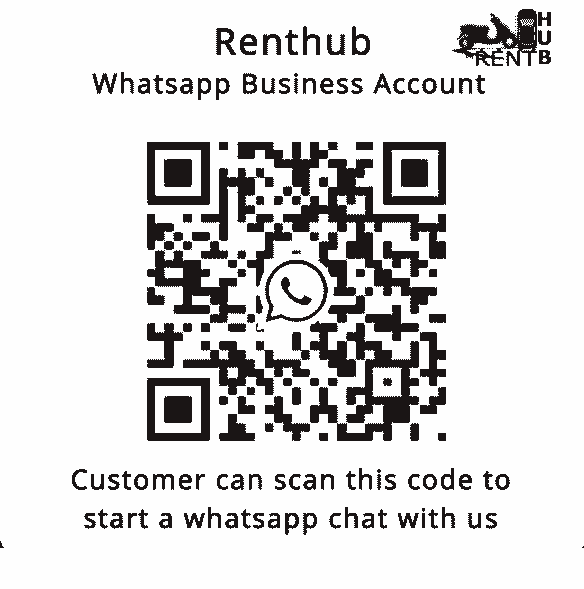 Renthub
Whatsapp Business Account
RENT HUB
Customer can scan this code to
start a whatsapp chat with us